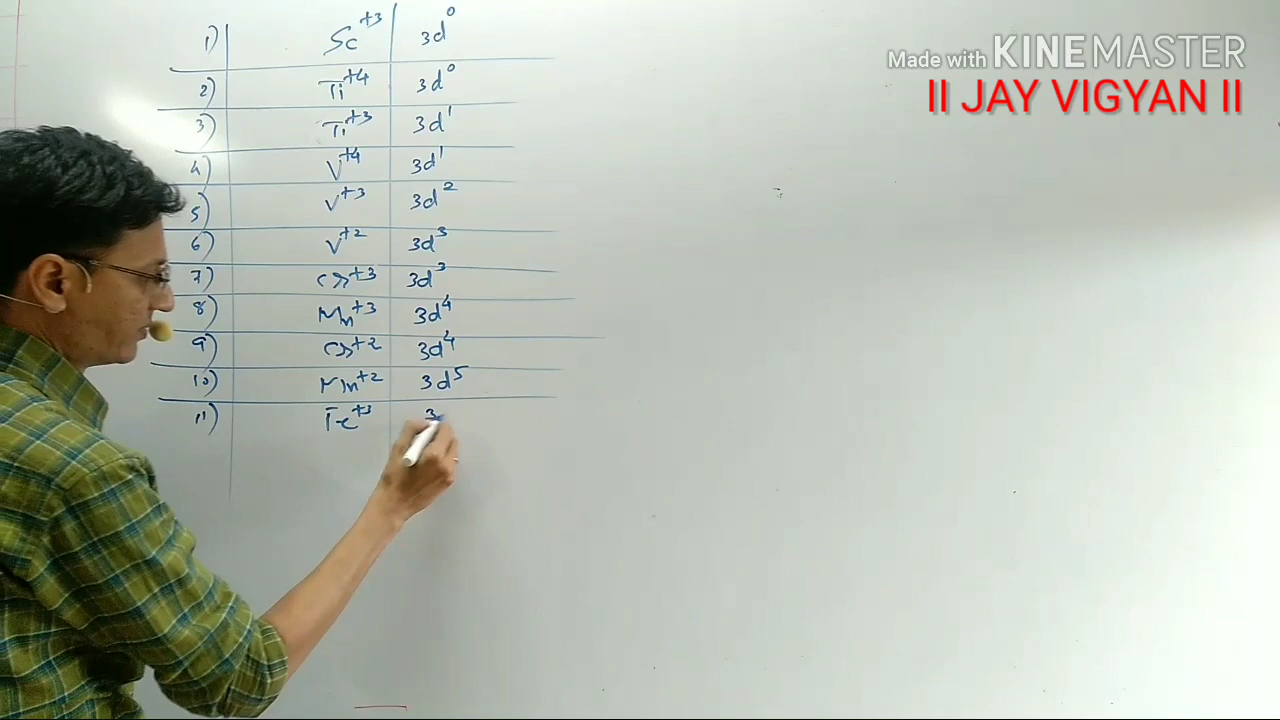 Made with KINEMASTER
II JAY VIGYAN II
1) Sc+3 3d0
2) Ti+4 3d0
3) Ti+3 3d1
4) V+4 3d1
5) V+3 3d2
6) V+2 3d3
7) Cr+3 3d3
8) Mn+3 3d4
9) Cr+2 3d4
10) Mn+2 3d5
11) Fe+3 3